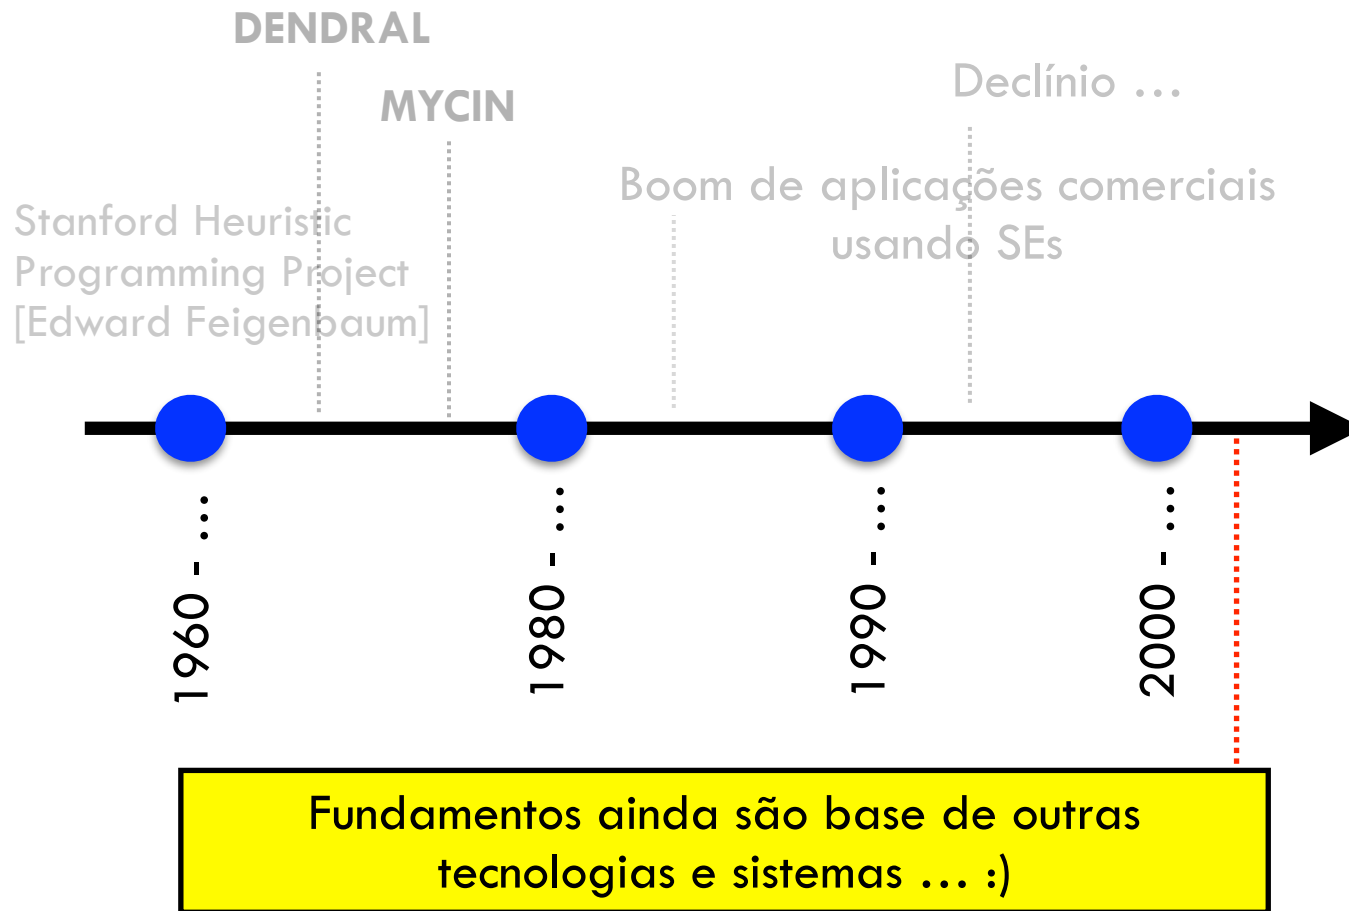 DENDRAL
MYCIN
Declínio ...
Boom de aplicações comerciais
usando SEs
Stanford Heuristic
Programming Project
[Edward Feigenbaum]
1960 - ...
1980 - ...
1990 - ...
2000 - ...
Fundamentos ainda são base de outras
tecnologias e sistemas ... :)